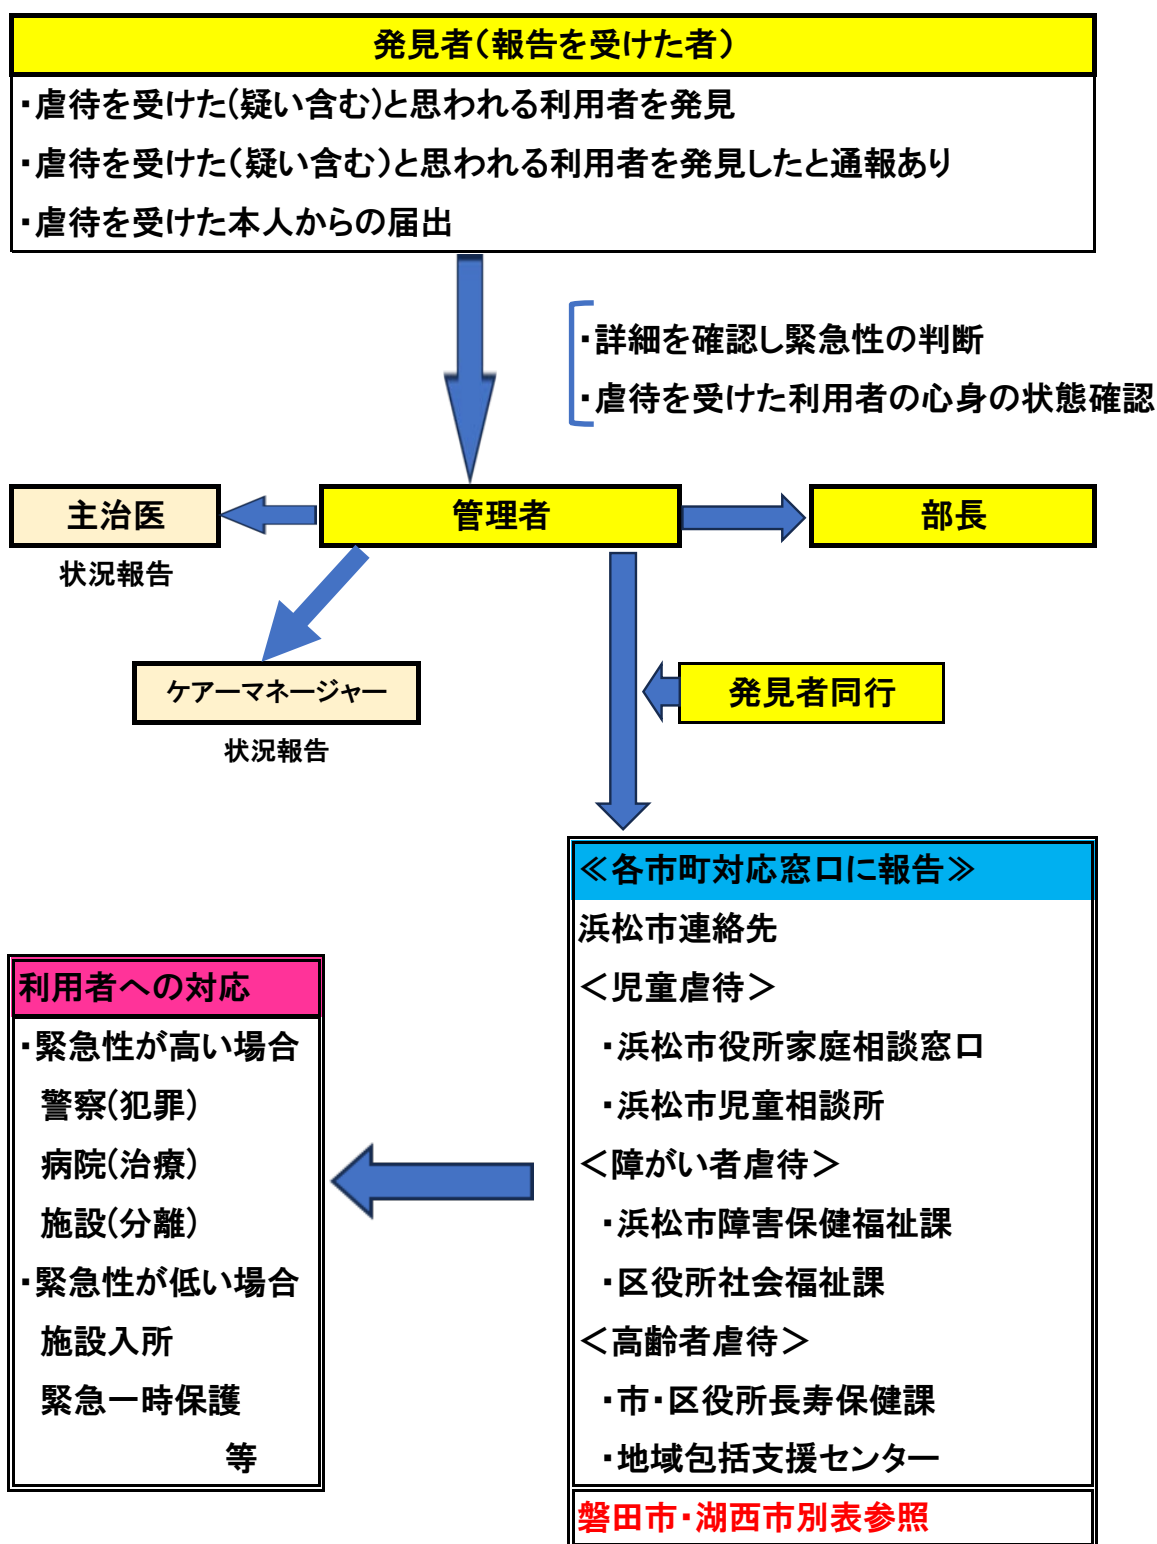 発見者（報告を受けた者）
・虐待を受けた(疑い含む)と思われる利用者を発見
・虐待を受けた（疑い含む）と思われる利用者を発見したと通報あり
・虐待を受けた本人からの届出
・詳細を確認し緊急性の判断
・虐待を受けた利用者の心身の状態確認
主治医
管理者
部長
状況報告
ケアーマネージャー
発見者同行
状況報告
≪各市町対応窓口に報告≫
浜松市連絡先
＜児童虐待＞
・浜松市役所家庭相談窓口
・浜松市児童相談所
＜障がい者虐待＞
・浜松市障害保健福祉課
・区役所社会福祉課
＜高齢者虐待＞
・市・区役所長寿保健課
・地域包括支援センター
磐田市・湖西市別表参照
利用者への対応
・緊急性が高い場合
警察(犯罪)
病院(治療)
施設(分離)
・緊急性が低い場合
施設入所
緊急一時保護
等